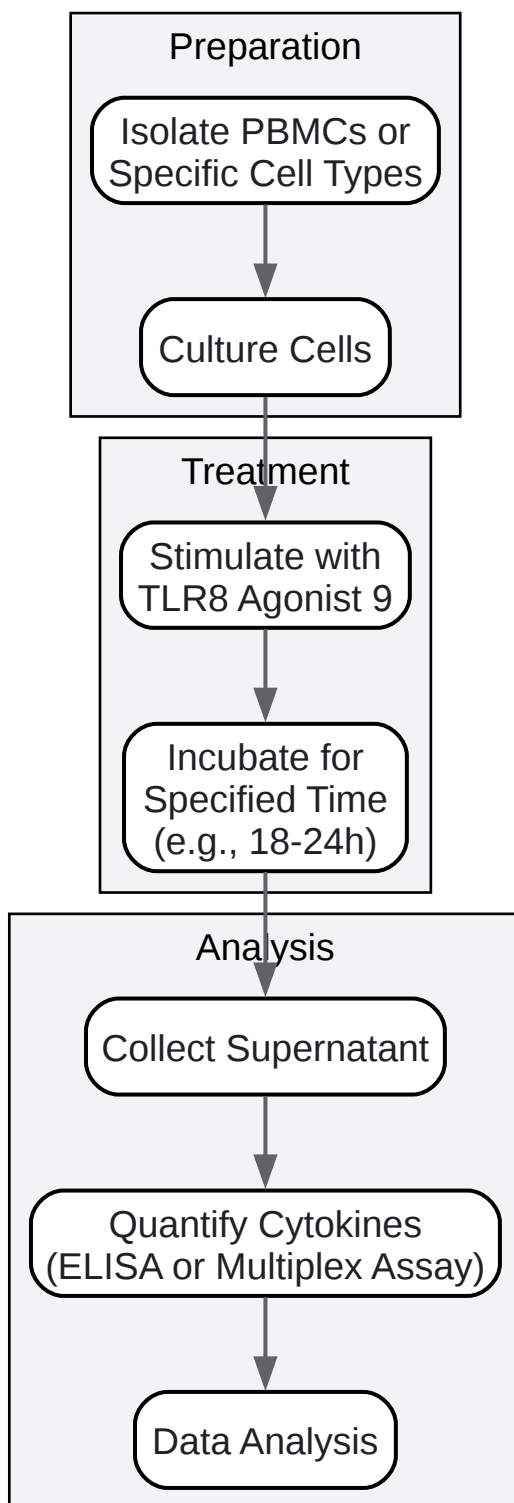 Preparation
Isolate PBMCs or
Specific Cell Types
Culture Cells
Treatment
Stimulate with
TLR8 Agonist 9
Incubate for
Specified Time
(e.g., 18-24h)
Analysis
Collect Supernatant
Quantify Cytokines
(ELISA or Multiplex Assay)
Data Analysis